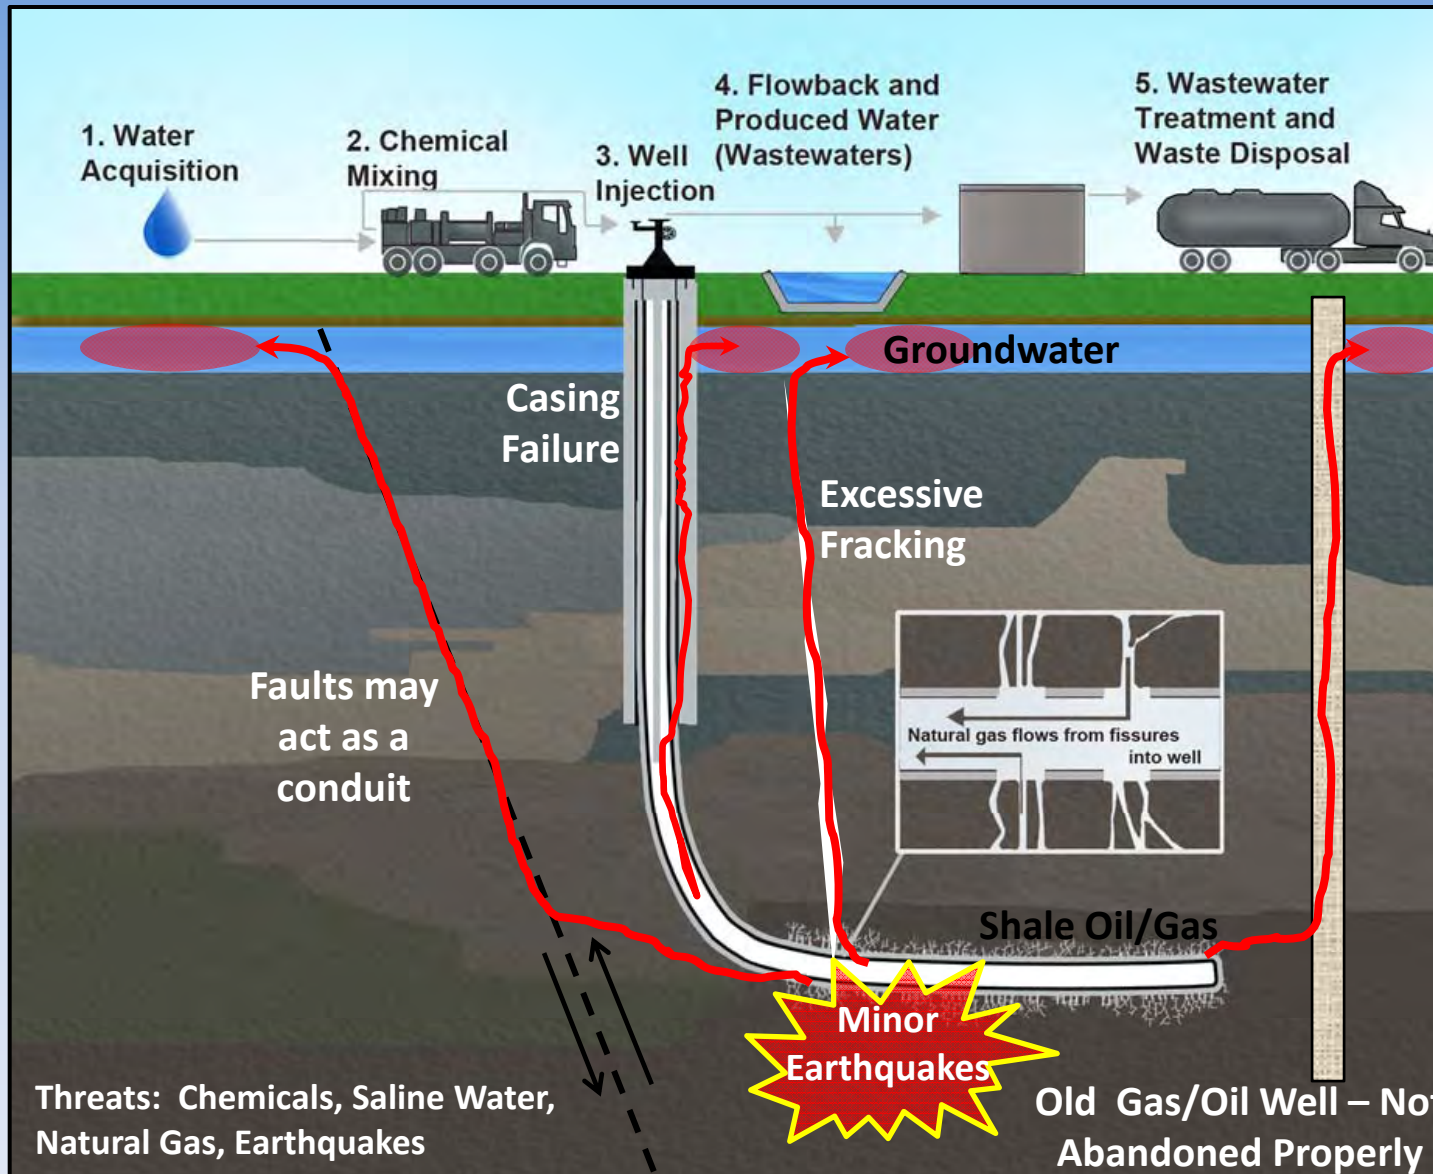 1. Water
Acquisition
2. Chemical
Mixing
3. Well
Injection
4. Flowback and
Produced Water
(Wastewaters)
5. Wastewater
Treatment and
Waste Disposal
Groundwater
Casing
Failure
Excessive
Fracking
Faults may
act as a
conduit
Natural gas flows from fissures
into well
Shale Oil/Gas
Minor
Earthquakes
Threats: Chemicals, Saline Water,
Natural Gas, Earthquakes
Old Gas/Oil Well – Not
Abandoned Properly